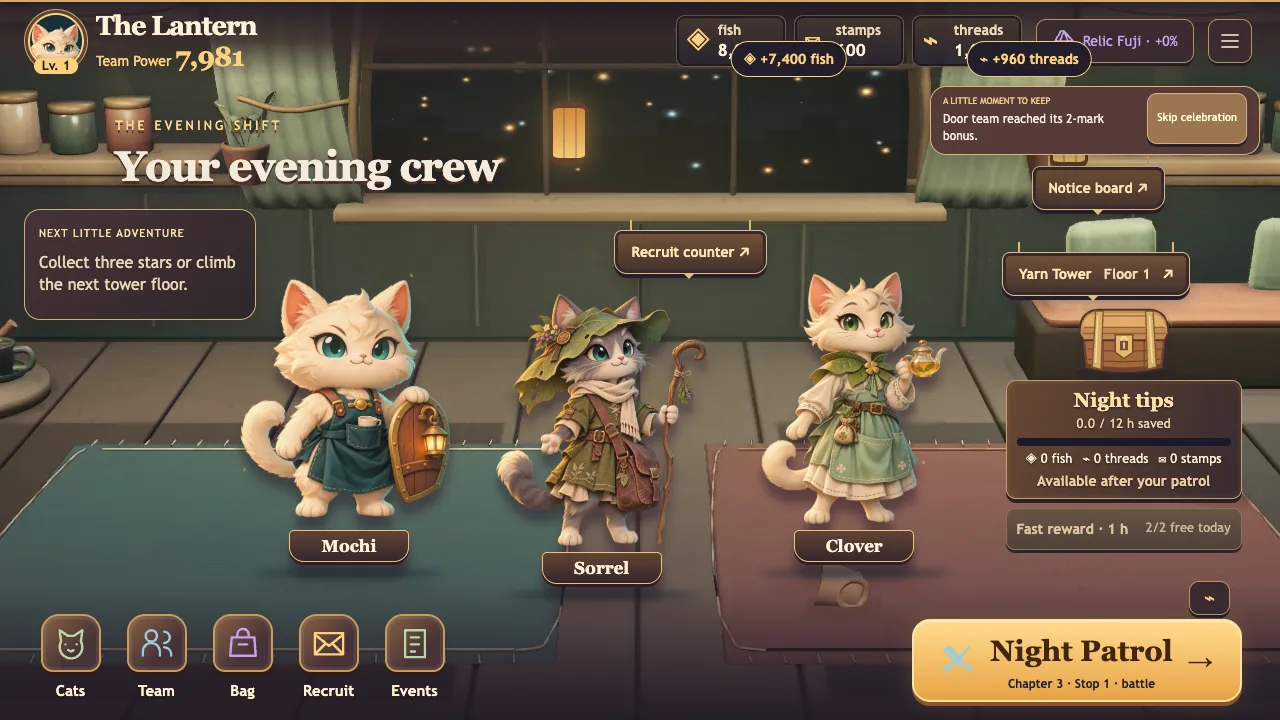 The Lantern
Lv. 1
Team Power 7,981
fish
8,
stamps
00
threads
1,
Relic Fuji · +0%
+7,400 fish
+960 threads
A LITTLE MOMENT TO KEEP
Door team reached its 2-mark
bonus.
Skip celebration
THE EVENING SHIFT
Your evening crew
Notice board ↗
NEXT LITTLE ADVENTURE
Collect three stars or climb
the next tower floor.
Recruit counter ↗
Yarn Tower Floor 1 ↗
Night tips
0.0 / 12 h saved
0 fish 0 threads 0 stamps
Available after your patrol
Fast reward · 1 h 2/2 free today
Mochi
Sorrel
Clover
Cats
Team
Bag
Recruit
Events
Night Patrol →
Chapter 3 · Stop 1 · battle